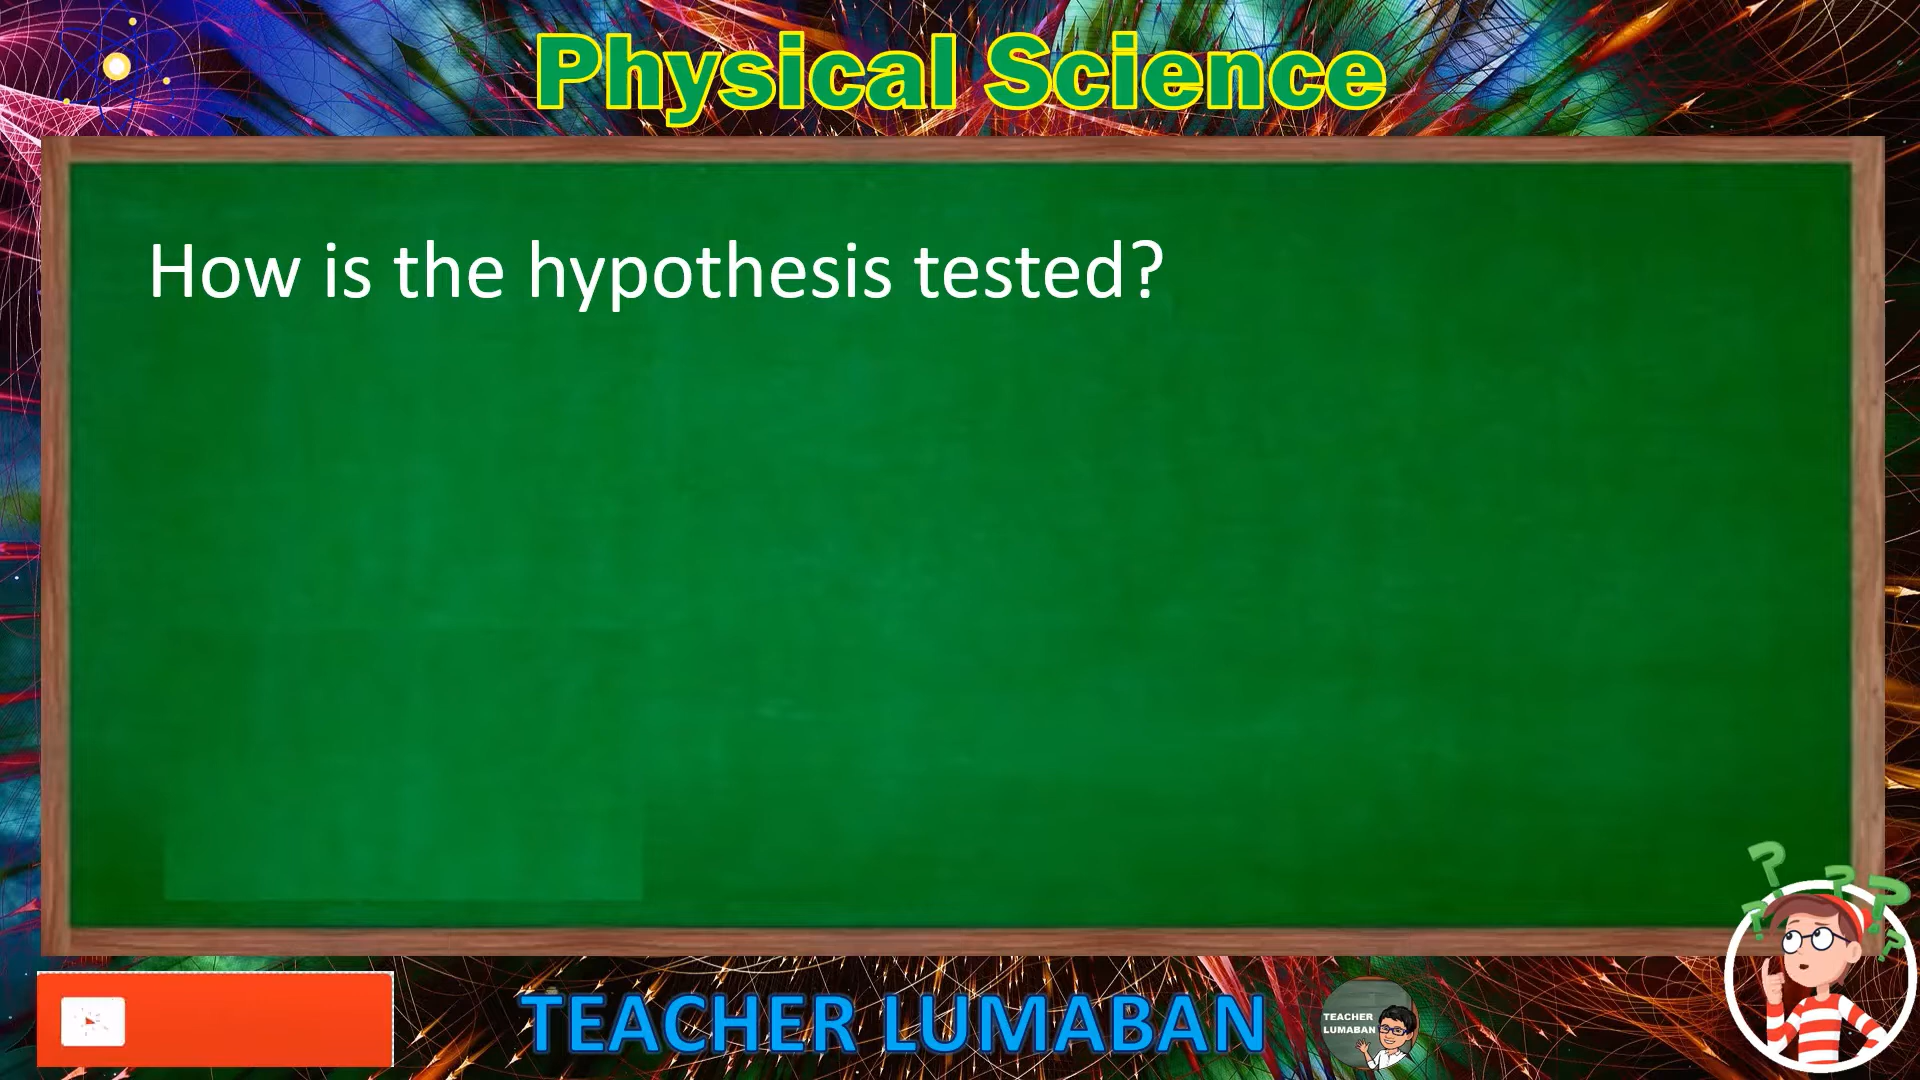 Physical Science
How is the hypothesis tested?
TEACHER LUMABAN
TEACHER
LUMABAN